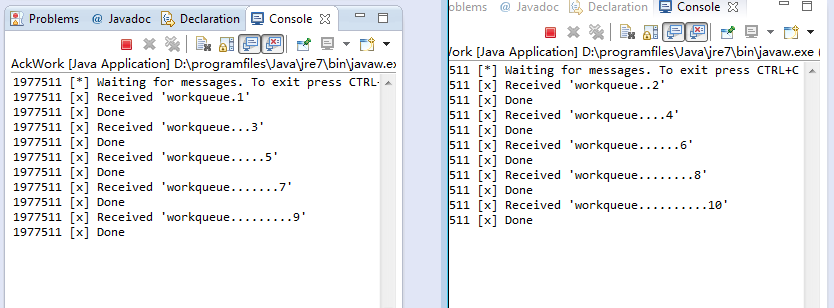 Problems @ Javadoc Declaration Console
AckWork [Java Application] D:\programfiles\Java\jre7\bin\javaw.ex
1977511 [*] Waiting for messages. To exit press CTRL-
1977511 [x] Received 'workqueue.1'
1977511 [x] Done
1977511 [x] Received 'workqueue...3'
1977511 [x] Done
1977511 [x] Received 'workqueue.....5'
1977511 [x] Done
1977511 [x] Received 'workqueue.......7'
1977511 [x] Done
1977511 [x] Received 'workqueue.........9'
1977511 [x] Done
oblems @ Javadoc Declaration Console
Work [Java Application] D:\programfiles\Java\jre7\bin\javaw.exe (
511 [*] Waiting for messages. To exit press CTRL+C
511 [x] Received 'workqueue..2'
511 [x] Done
511 [x] Received 'workqueue....4'
511 [x] Done
511 [x] Received 'workqueue......6'
511 [x] Done
511 [x] Received 'workqueue........8'
511 [x] Done
511 [x] Received 'workqueue..........10'
511 [x] Done